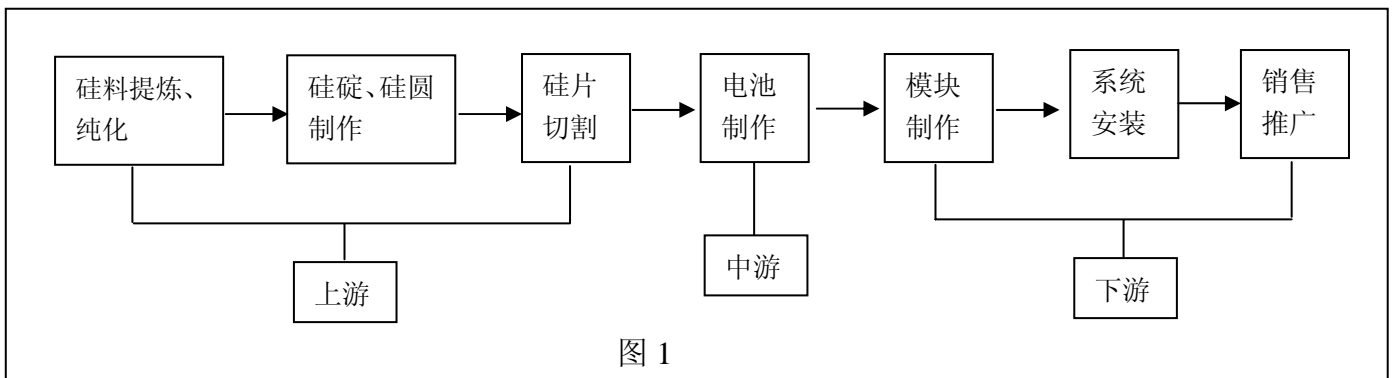 硅料提炼、
纯化
硅碇、硅圆
制作
硅片
切割
电池
制作
模块
制作
系统
安装
销售
推广
上游
中游
下游
图 1